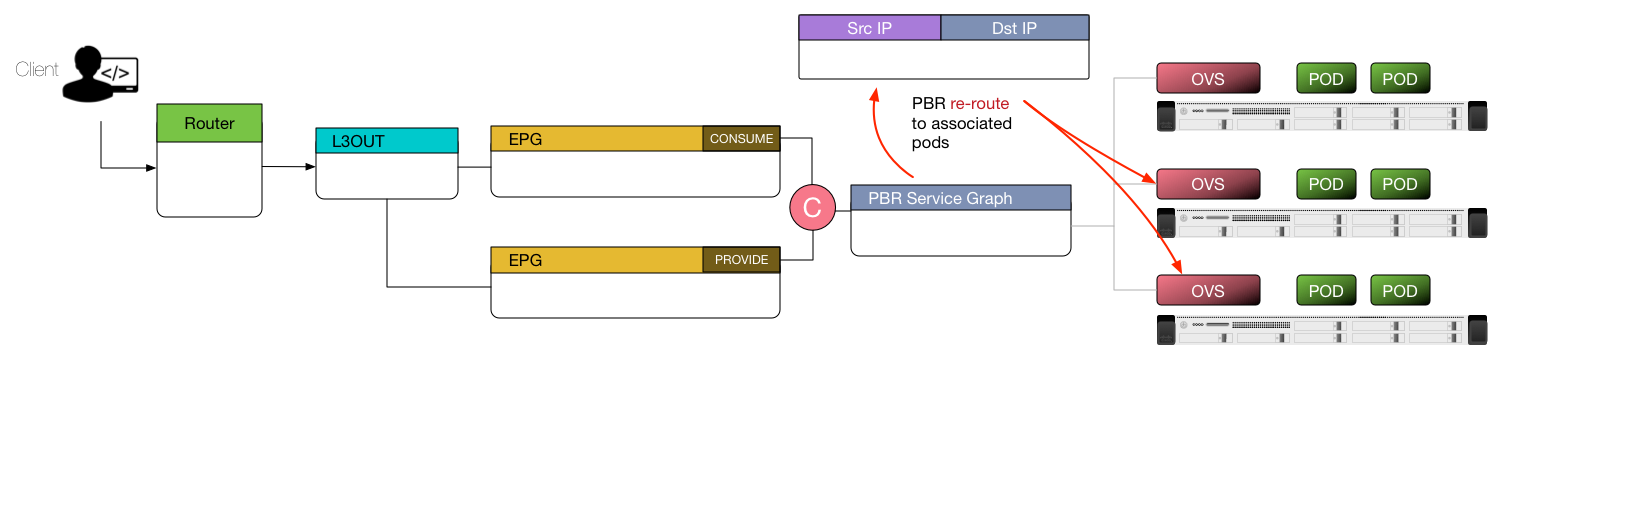 Client
</>
Router
L3OUT
EPG
CONSUME
EPG
PROVIDE
C
Src IP
Dst IP
PBR re-route
to associated
pods
PBR Service Graph
OVS
POD
POD
OVS
POD
POD
OVS
POD
POD